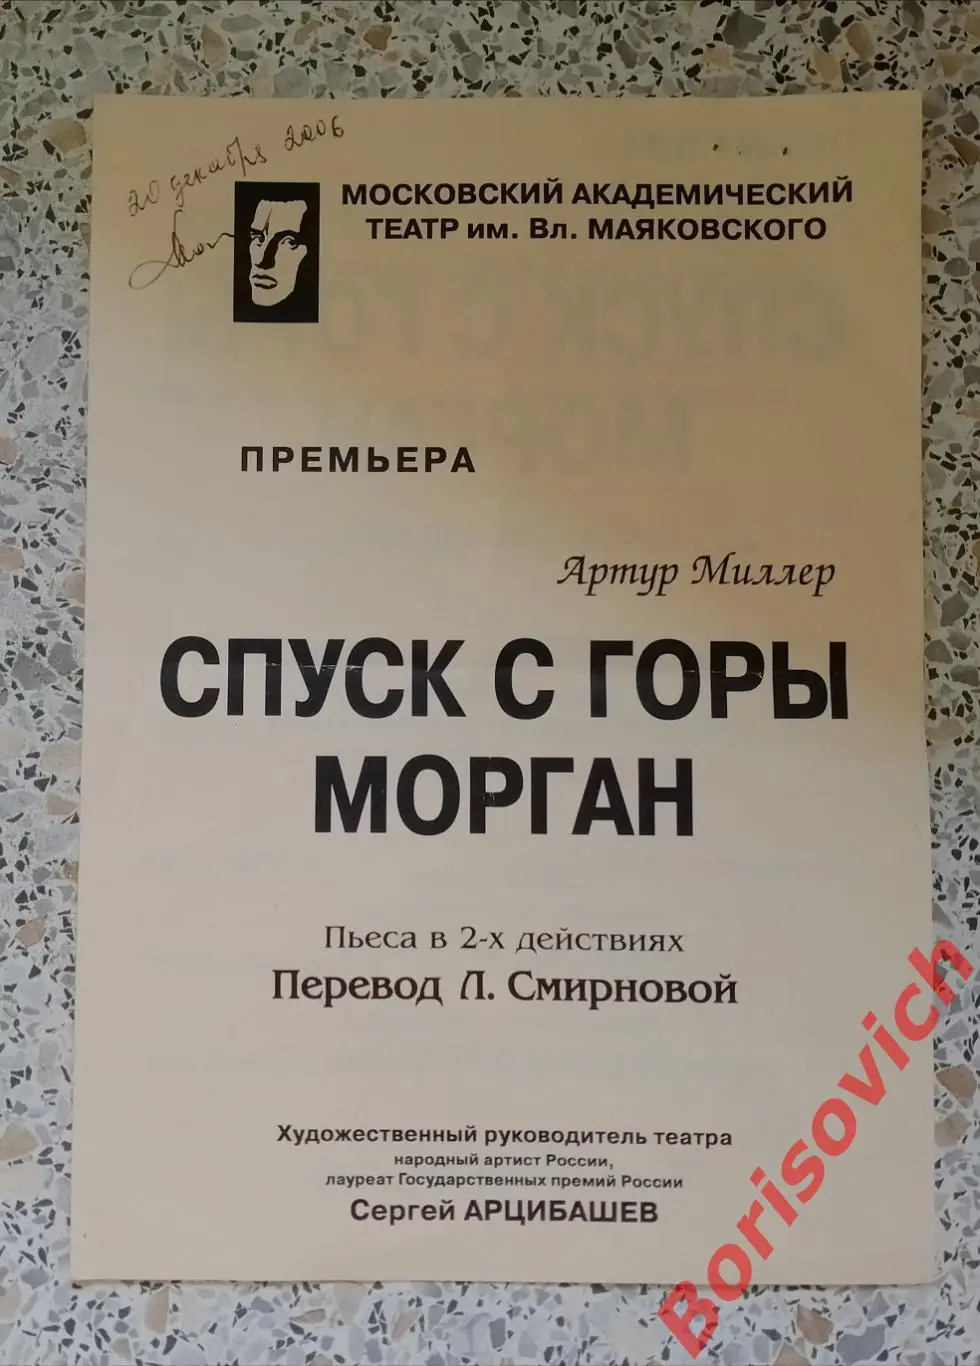 20 декабря 2006
МОСКОВСКИЙ АКАДЕМИЧЕСКИЙ
ТЕАТР им. Вл. МАЯКОВСКОГО
ПРЕМЬЕРА
Артур Миллер
СПУСК С ГОРЫ
МОРГАН
Пьеса в 2-х действиях
Перевод Л. Смирновой
Художественный руководитель театра
народный артист России,
лауреат Государственных премий России
Сергей АРЦИБАШЕВ
Borisovich